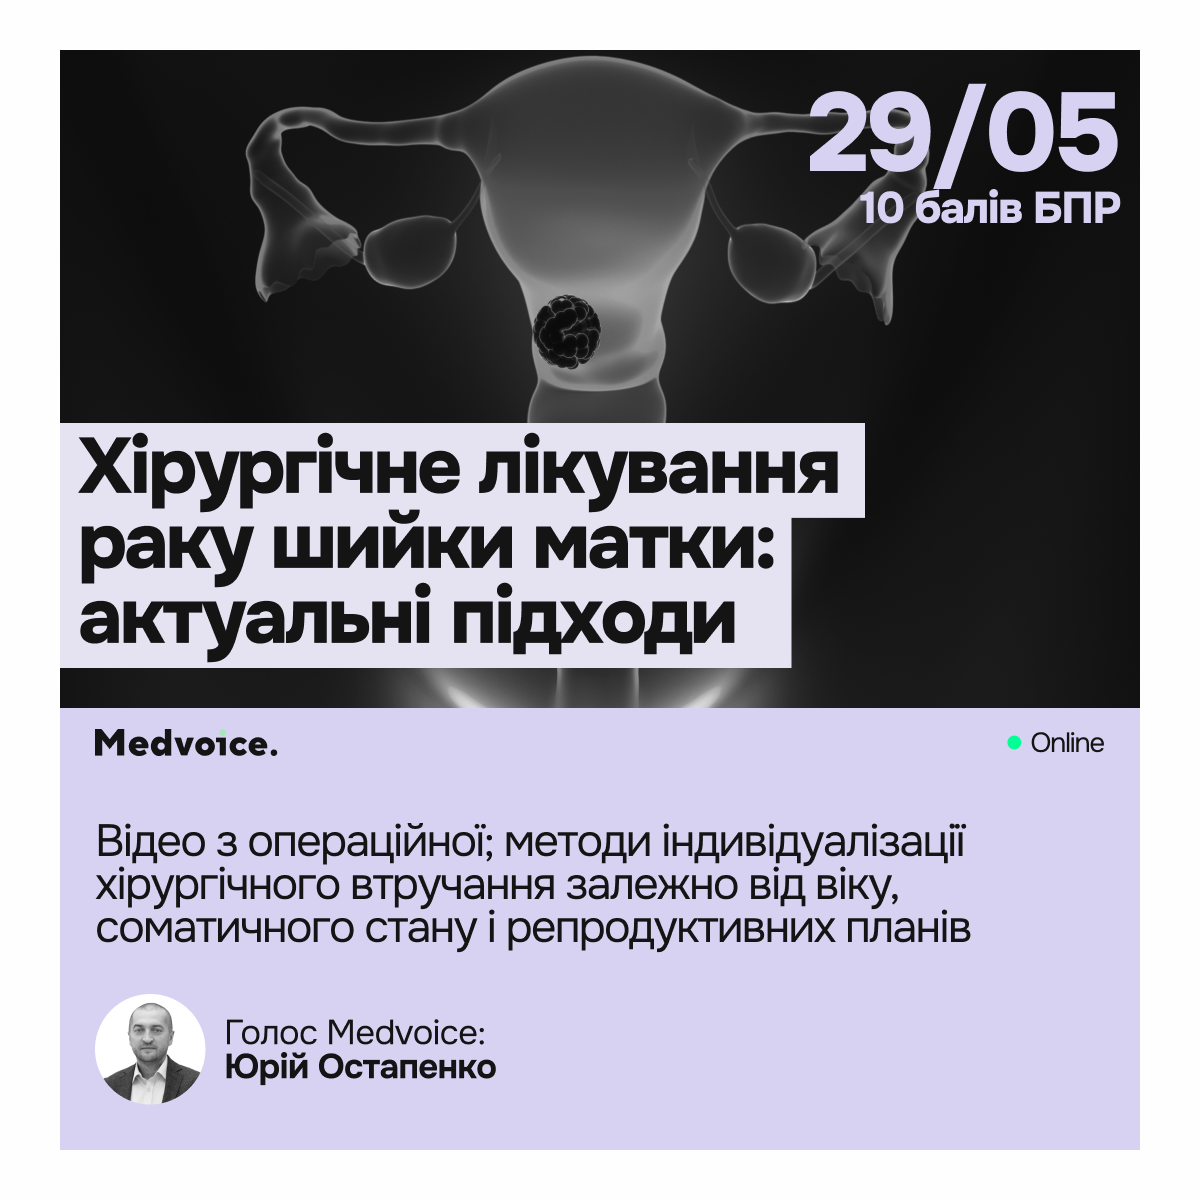 29/05
10 балів БПР
Хірургічне лікування
раку шийки матки:
актуальні підходи
Medvoice.
Online
Відео з операційної; методи індивідуалізації
хірургічного втручання залежно від віку,
соматичного стану і репродуктивних планів
Голос Medvoice:
Юрій Остапенко